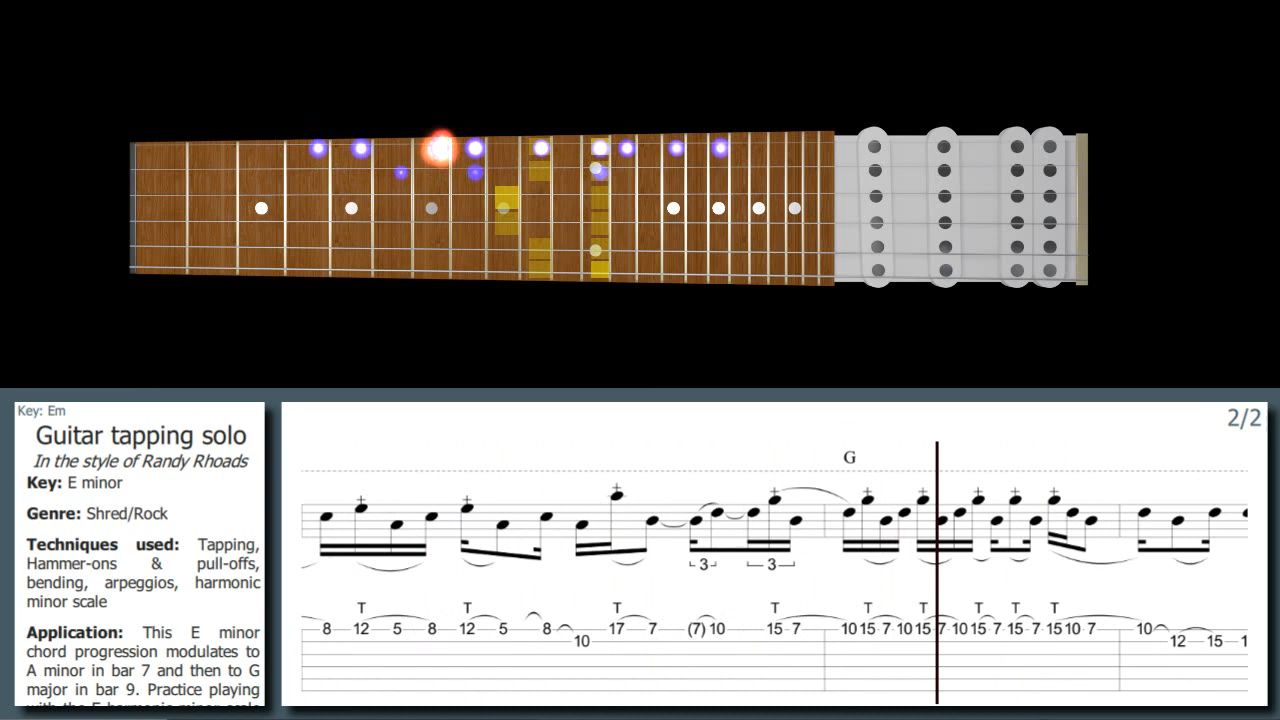 Key: Em
Guitar tapping solo
In the style of Randy Rhoads
Key: E minor
Genre: Shred/Rock
Techniques used: Tapping,
Hammer-ons & pull-offs,
bending, arpeggios, harmonic
minor scale
Application: This E minor
chord progression modulates to
A minor in bar 7 and then to G
major in bar 9. Practice playing
2/2
G
+ + + + + + + + +
3 3
T T T T T T T T T
8 12 5 8 12 5 8 10 17 7 (7) 10 15 7 10 15 7 10 15 7 10 15 7 15 7 15 10 7 10 12 15 1